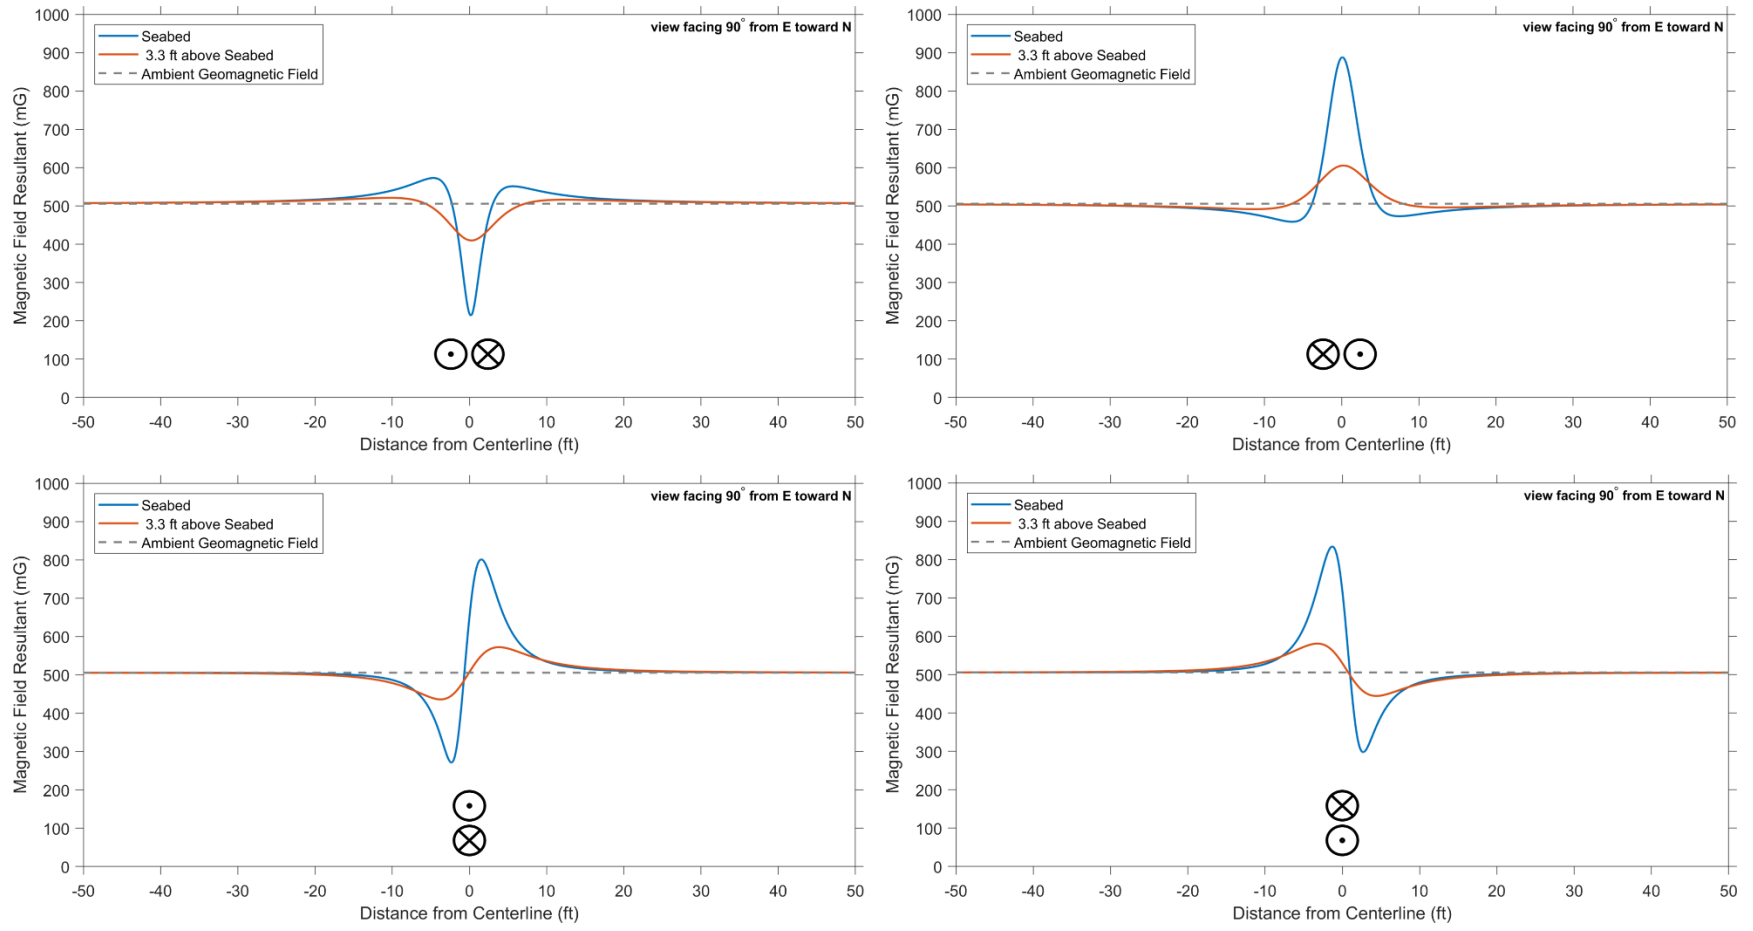 view facing 90° from E toward N
Seabed
3.3 ft above Seabed
Ambient Geomagnetic Field
Magnetic Field Resultant (mG)
1000
900
800
700
600
500
400
300
200
100
0
-50 -40 -30 -20 -10 0 10 20 30 40 50
Distance from Centerline (ft)
view facing 90° from E toward N
Seabed
3.3 ft above Seabed
Ambient Geomagnetic Field
Magnetic Field Resultant (mG)
1000
900
800
700
600
500
400
300
200
100
0
-50 -40 -30 -20 -10 0 10 20 30 40 50
Distance from Centerline (ft)
view facing 90° from E toward N
Seabed
3.3 ft above Seabed
Ambient Geomagnetic Field
Magnetic Field Resultant (mG)
1000
900
800
700
600
500
400
300
200
100
0
-50 -40 -30 -20 -10 0 10 20 30 40 50
Distance from Centerline (ft)
view facing 90° from E toward N
Seabed
3.3 ft above Seabed
Ambient Geomagnetic Field
Magnetic Field Resultant (mG)
1000
900
800
700
600
500
400
300
200
100
0
-50 -40 -30 -20 -10 0 10 20 30 40 50
Distance from Centerline (ft)